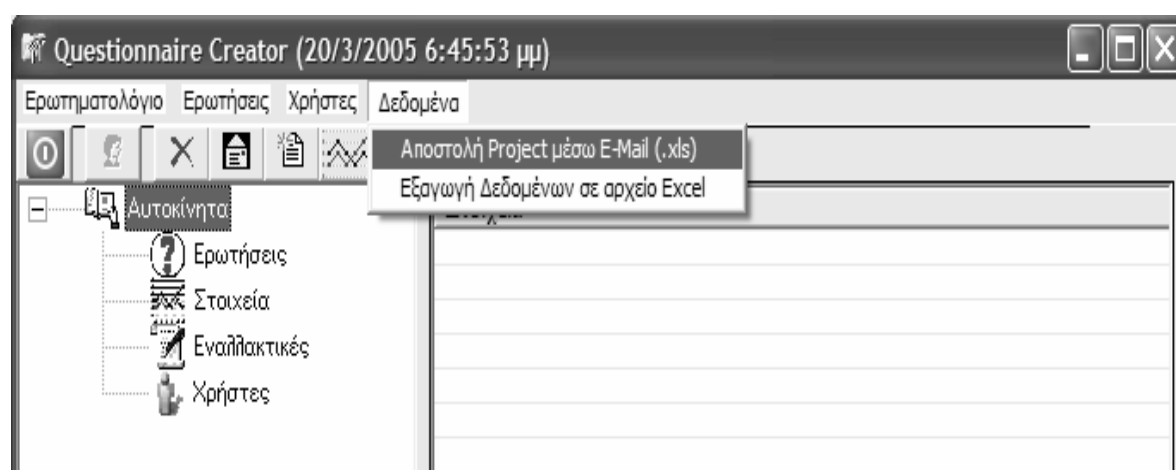 Questionnaire Creator (20/3/2005 6:45:53 μμ)
Ερωτηματολόγιο Ερωτήσεις Χρήστες Δεδομένα
Αποστολή Project μέσω E-Mail (.xls)
Εξαγωγή Δεδομένων σε αρχείο Excel
Αυτοκίνητα
Ερωτήσεις
Στοιχεία
Εναλλακτικές
Χρήστες